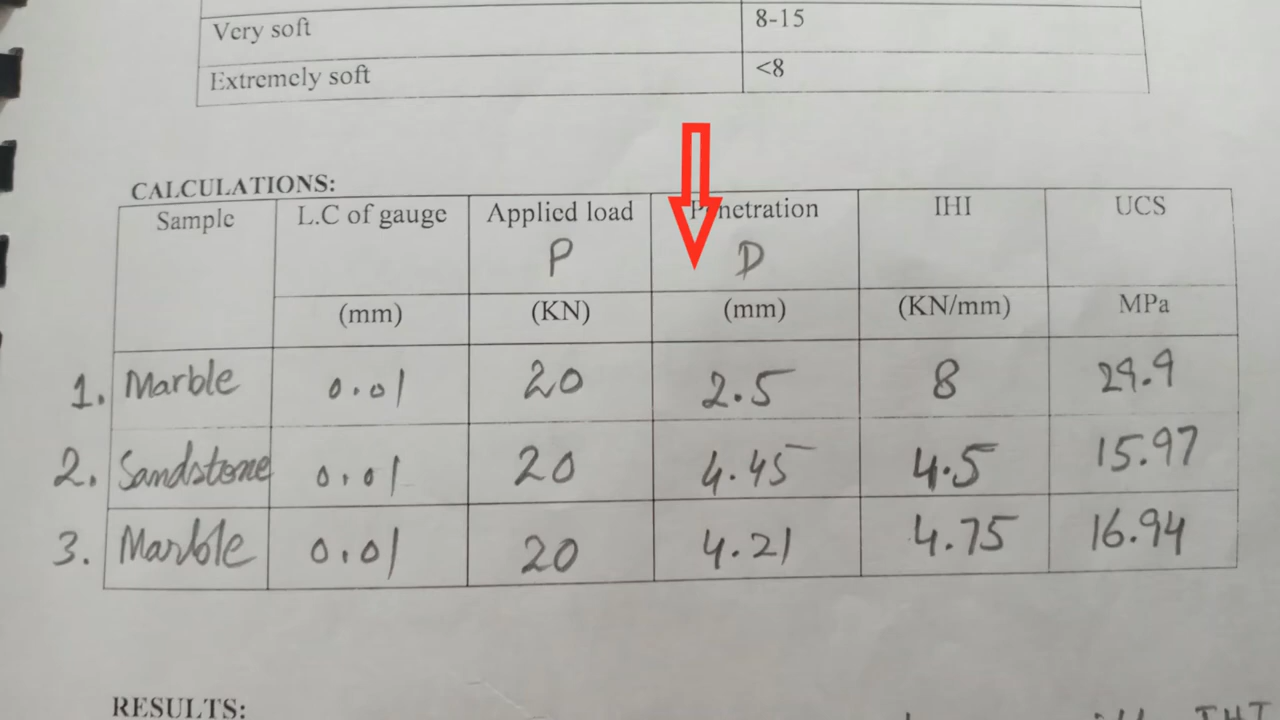 Very soft 8-15
Extremely soft <8
CALCULATIONS:
Sample L.C of gauge Applied load Penetration IHI UCS
P D
(mm) (KN) (mm) (KN/mm) MPa
1. Marble 0.01 20 2.5 8 29.9
2. Sandstone 0.01 20 4.45 4.5 15.97
3. Marble 0.01 20 4.21 4.75 16.94
RESULTS:
IHI